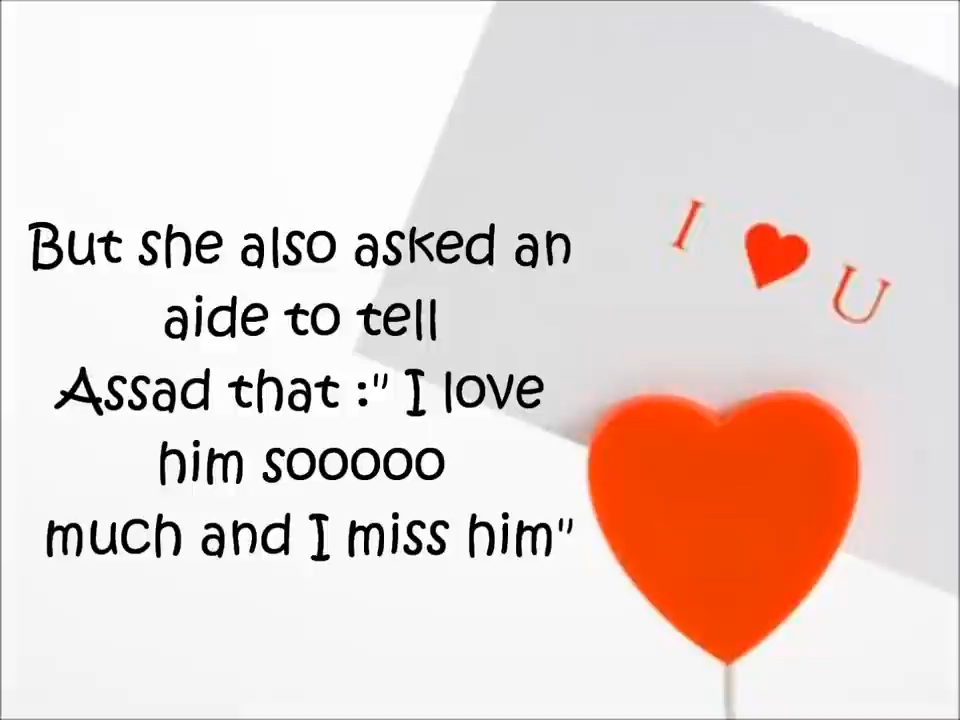 But she also asked an
aide to tell
Assad that :" I love
him sooooo
much and I miss him"
I
U